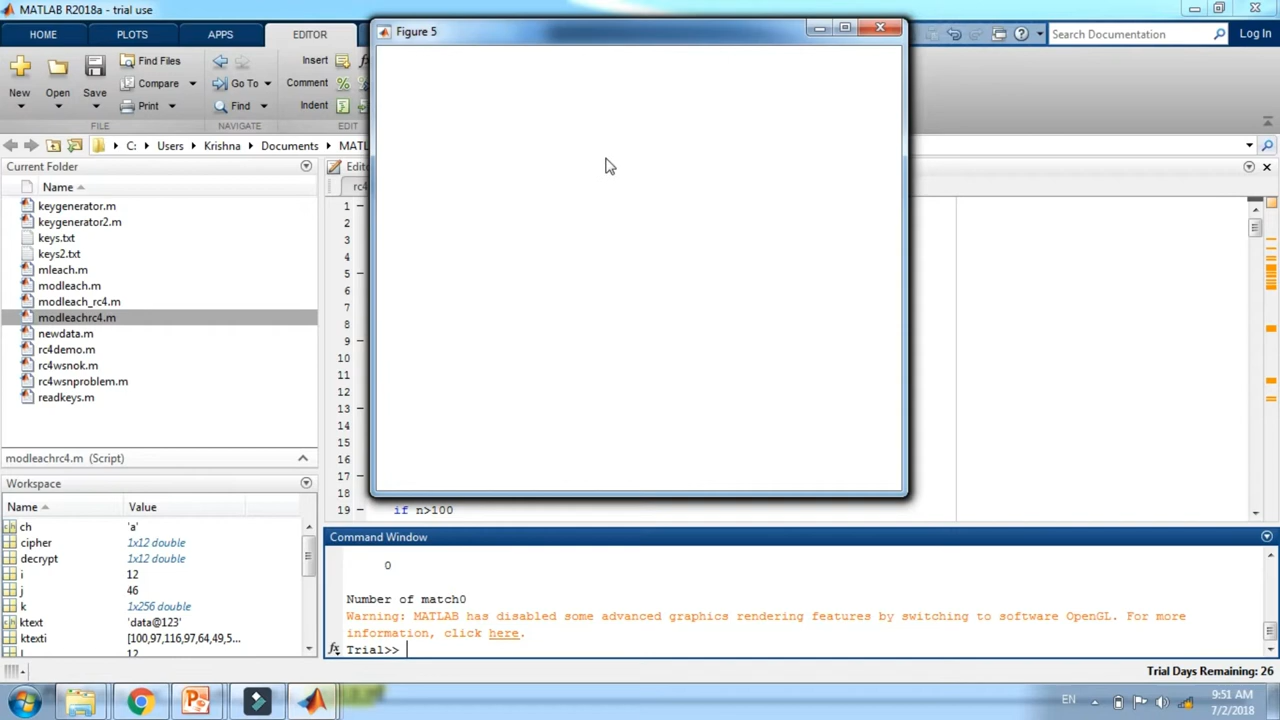 MATLAB R2018a - trial use
HOME
PLOTS
APPS
EDITOR
Search Documentation
Log In
New
Open
Save
Find Files
Compare
Print
Go To
Find
Insert
Comment
Indent
FILE
NAVIGATE
EDIT
Figure 5
C:
Users
Krishna
Documents
MATL
Current Folder
Name
keygenerator.m
keygenerator2.m
keys.txt
keys2.txt
mleach.m
modleach.m
modleach_rc4.m
modleachrc4.m
newdata.m
rc4demo.m
rc4wsnok.m
rc4wsnproblem.m
readkeys.m
modleachrc4.m (Script)
Workspace
Name Value
ch 'a'
cipher 1x12 double
decrypt 1x12 double
i 12
j 46
k 1x256 double
ktext 'data@123'
ktexti [100,97,116,97,64,49,5...
l 12
Edito
rc4
1
2
3
4
5
6
7
8
9
10
11
12
13
14
15
16
17
18
19 if n>100
Command Window
0
Number of match0
Warning: MATLAB has disabled some advanced graphics rendering features by switching to software OpenGL. For more
information, click here.
fx Trial>>
Trial Days Remaining: 26
EN
9:51 AM
7/2/2018